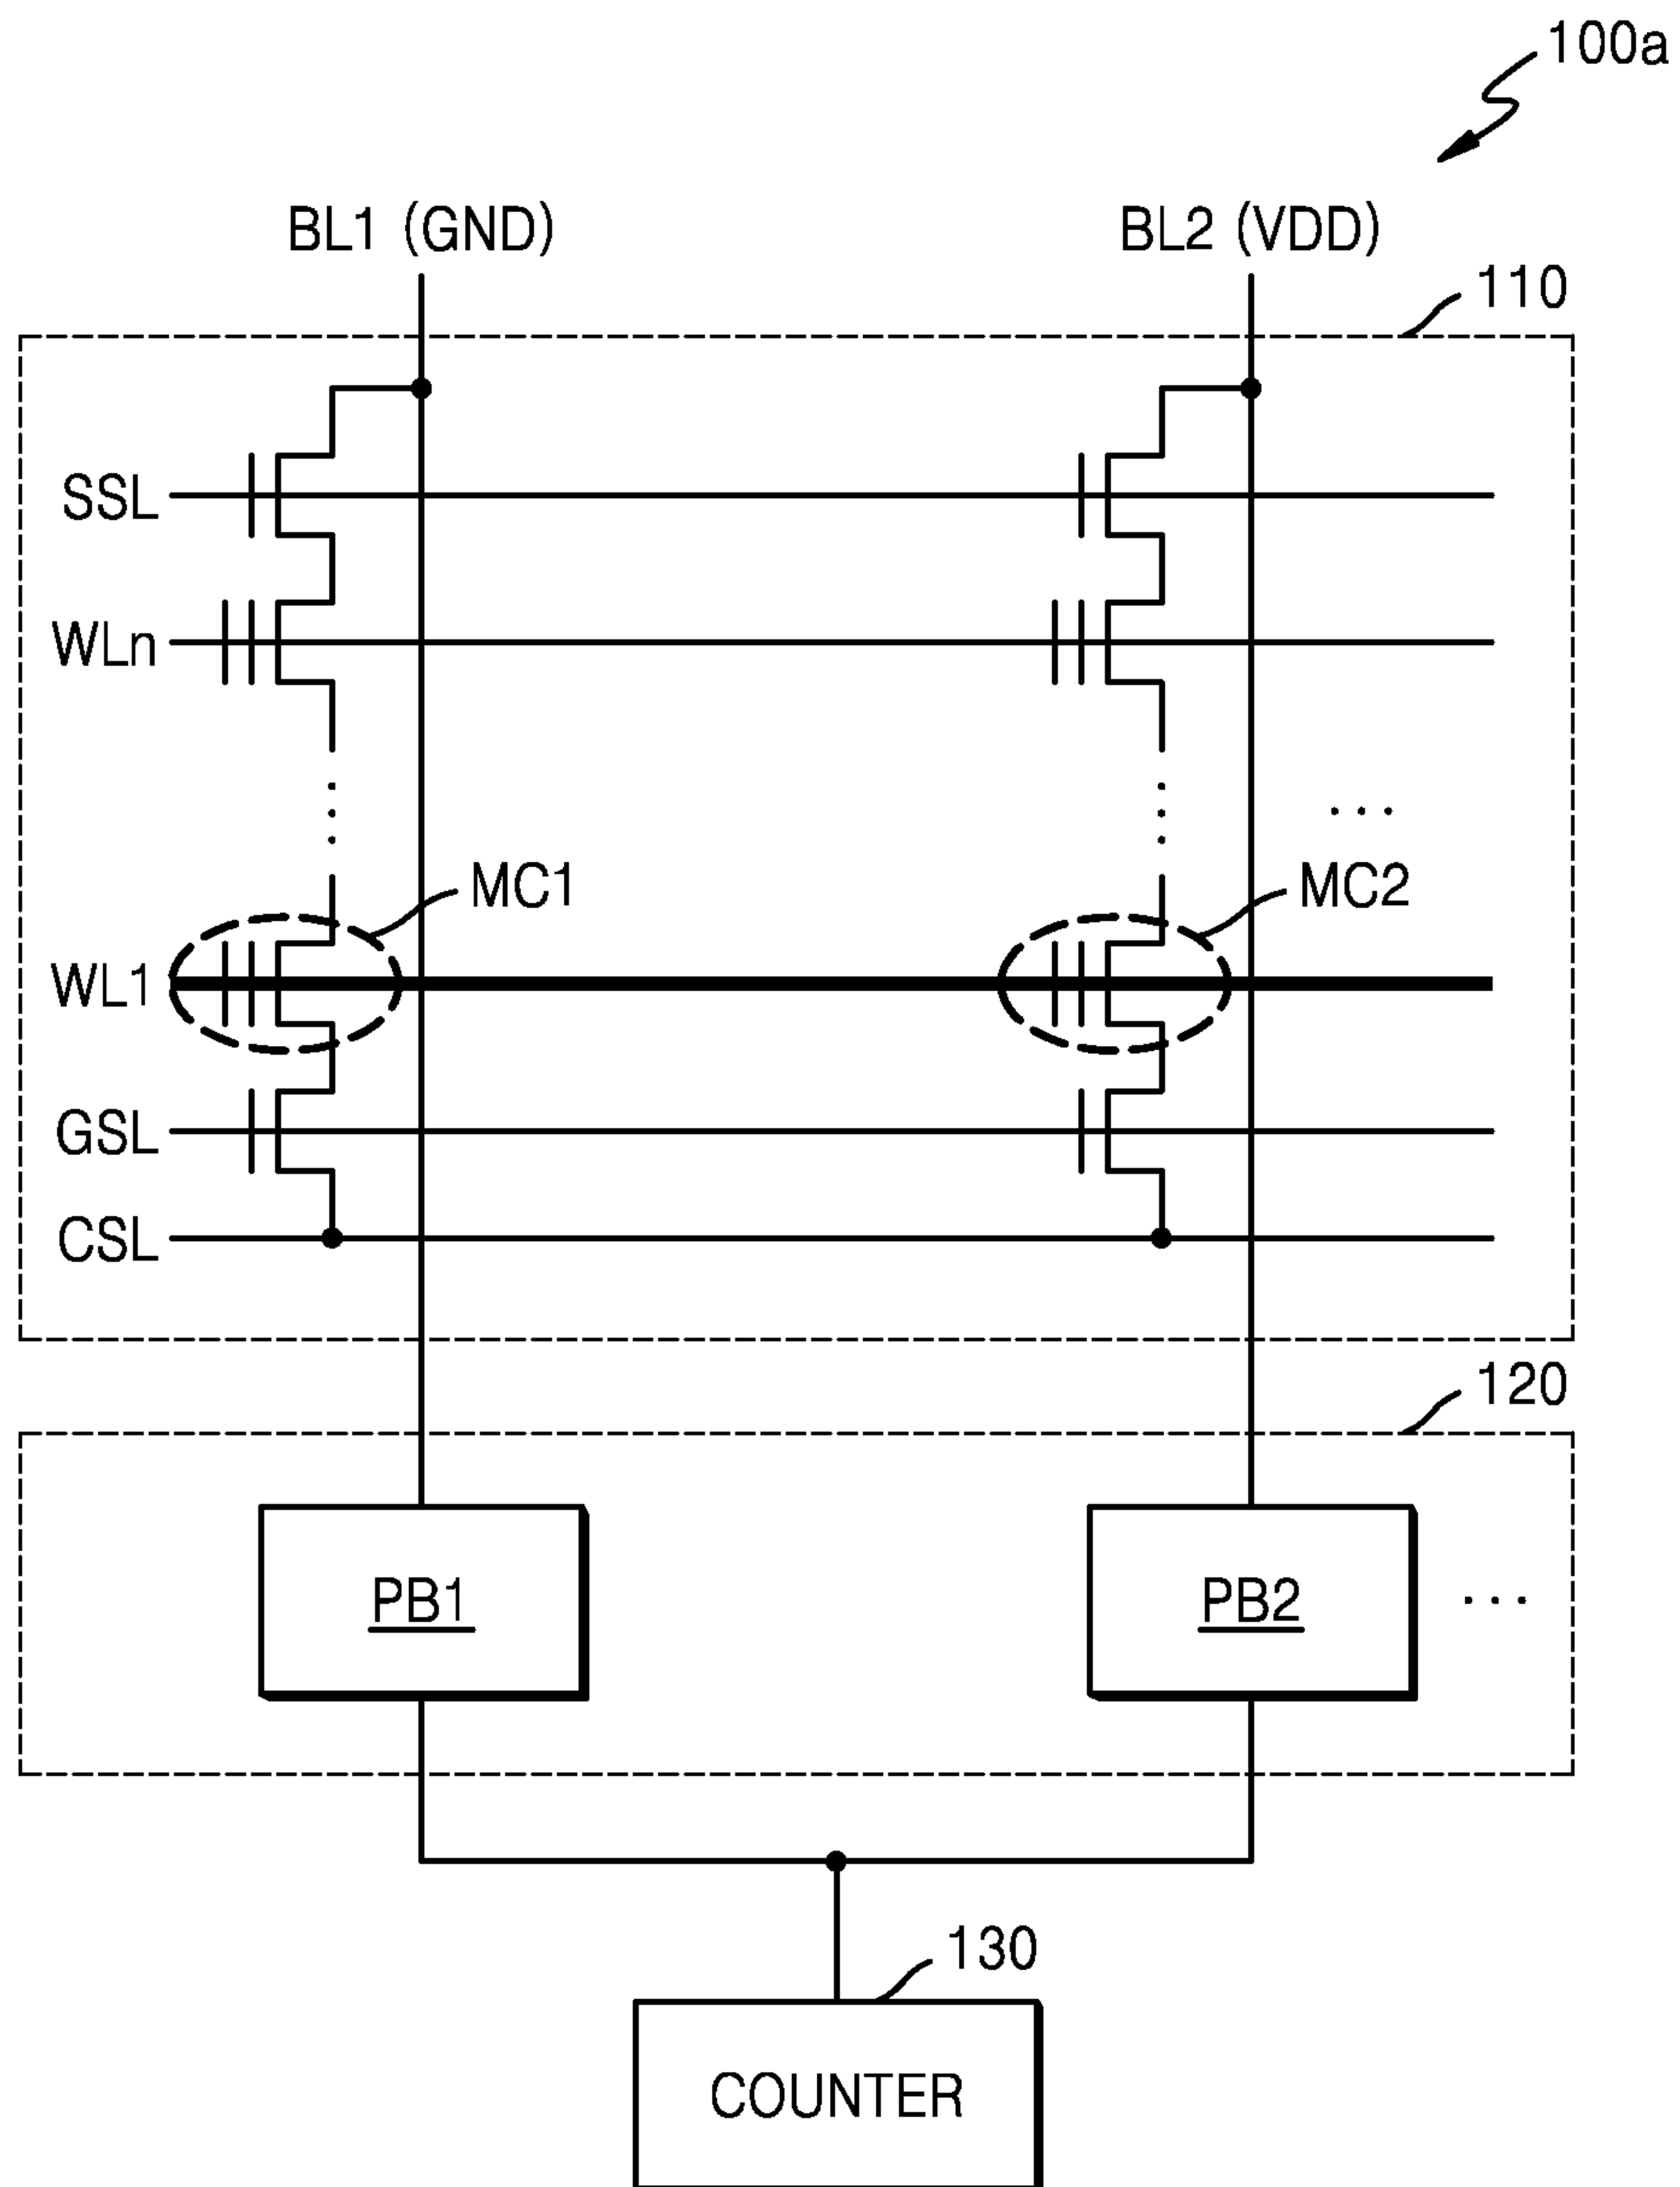 100a
BL1 (GND)
BL2 (VDD)
110
SSL
WLn
...
MC1
MC2
WL1
GSL
CSL
120
PB1
PB2
...
130
COUNTER